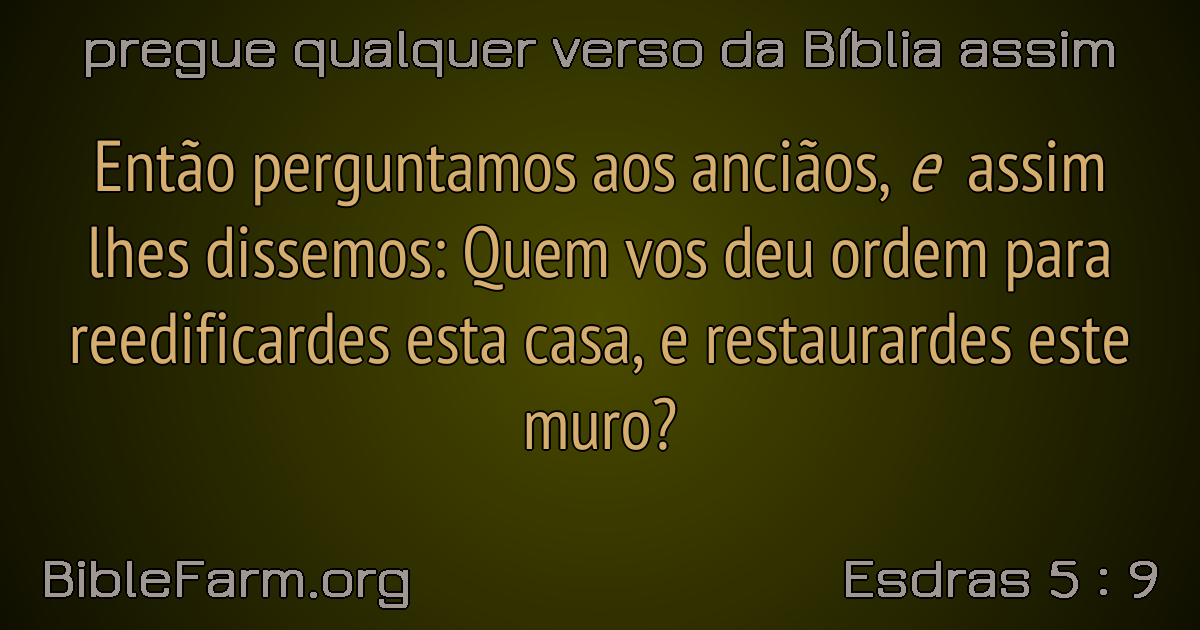 pregue qualquer verso da Bíblia assim
Então perguntamos aos anciãos, e assim
lhes dissemos: Quem vos deu ordem para
reedificardes esta casa, e restaurardes este
muro?
BibleFarm.org
Esdras 5 : 9